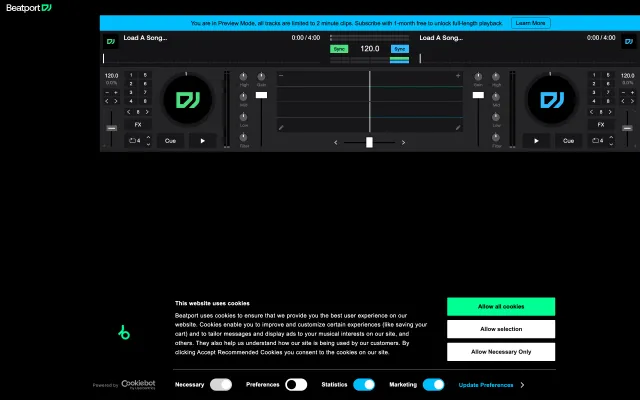 Beatport DJ
You are in Preview Mode, all tracks are limited to 2 minute clips. Subscribe with 1-month free to unlock full-length playback.
Learn More
Load A Song...
0:00 / 4:00
Sync
120.0
Sync
Load A Song...
0:00 / 4:00
120.0
0.0%
1 5
2 6
3 7
4 8
8
FX
4
Cue
1
High
Mid
Low
Filter
Gain
Gain
High
Mid
Low
Filter
1
Cue
1 5
2 6
3 7
4 8
8
FX
4
120.0
0.0%
This website uses cookies
Beatport uses cookies to ensure that we provide you the best user experience on our
website. Cookies enable you to improve and customize certain experiences (like saving your
cart) and to tailor messages and display ads to your musical interests on our site, and
others. They also help us understand how our site is being used by our customers. By
clicking Accept Recommended Cookies you consent to the cookies on our site.
Allow all cookies
Allow selection
Allow Necessary Only
Powered by Cookiebot
Necessary
Preferences
Statistics
Marketing
Update Preferences